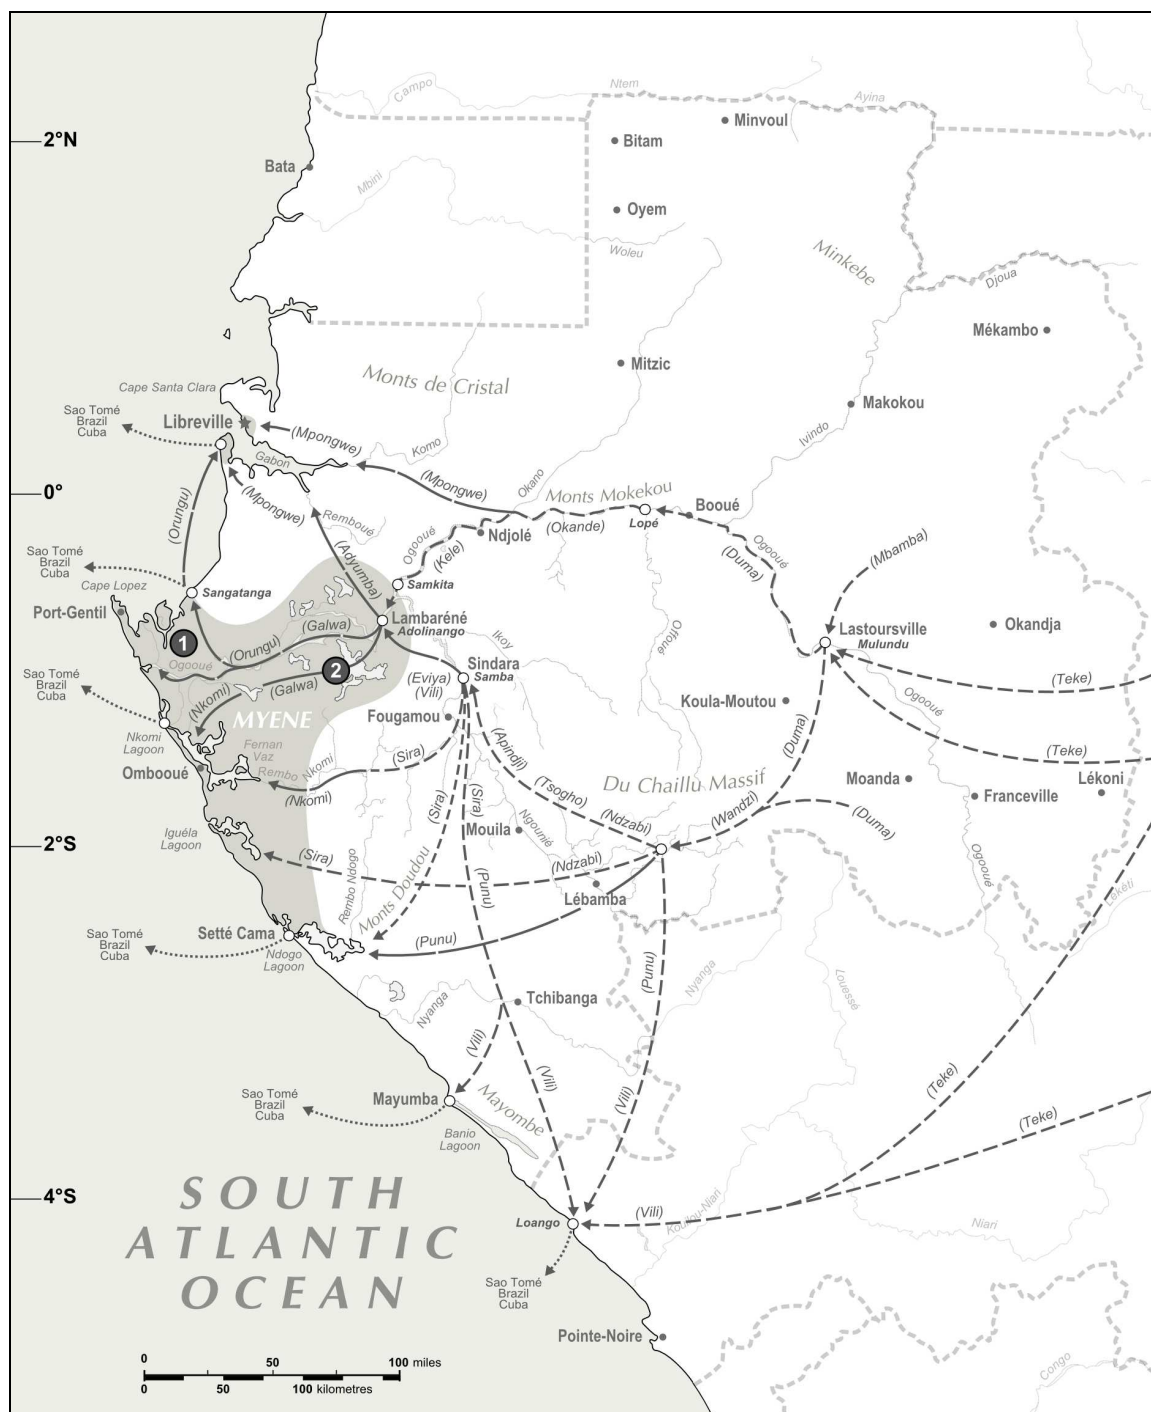 Campo
Ntem
Ayina
2°N
Minvoul
Bitam
Bata
Mbini
Oyem
Woleu
Minkebe
Djoua
Mékambo
Monts de Cristal
Mitzic
Cape Santa Clara
Sao Tomé
Brazil
Cuba
Libreville
(Mpongwe)
Komo
Makokou
Ivindo
Gabon
(Mpongwe)
Okano
Monts Mokekou
0°
(Orungu)
(Mpongwe)
Remboué
Ogooué
Ndjolé
(Okande)
Lopé
Booué
Ogooué
(Kele)
(Duma)
(Mbamba)
Sao Tomé
Brazil
Cuba
Cape Lopez
Port-Gentil
Sangatanga
(Adyumba)
Samkita
Lambaréné
Adolinango
Ikoy
Offoué
Lastoursville
Mulundu
Okandja
1
Ogooué
(Orungu)
(Galwa)
2
Sindara
Samba
(Eviya)
(Vili)
Sao Tomé
Brazil
Cuba
(Nkomi)
(Galwa)
MYENE
Fougamou
Koula-Moutou
Ogooué
(Teke)
Nkomi
Lagoon
Fernan
Vaz
Rembo Nkomi
(Sira)
(Apindji)
(Duma)
(Teke)
Ombooué
(Nkomi)
(Sira)
(Sira)
(Tsogho)
Du Chaillu Massif
Moanda
Lékoni
Franceville
(Ndzabi)
(Wandzi)
(Duma)
Iguéla
Lagoon
Mouila
Ngounié
2°S
(Sira)
(Ndzabi)
Ogooué
Rembo Ndogo
Monts Doudou
(Punu)
Lébamba
Lékéti
Sao Tomé
Brazil
Cuba
Setté Cama
Ndogo
Lagoon
(Punu)
(Punu)
Nyanga
Louessé
Nyanga
Tchibanga
(Vili)
Sao Tomé
Brazil
Cuba
Mayumba
Mayombe
(Vili)
(Vili)
(Teke)
(Teke)
Banio
Lagoon
SOUTH
ATLANTIC
OCEAN
4°S
Loango
(Vili)
Kouilou-Niari
Niari
Sao Tomé
Brazil
Cuba
Pointe-Noire
Congo
0 50 100 miles
0 50 100 kilometres